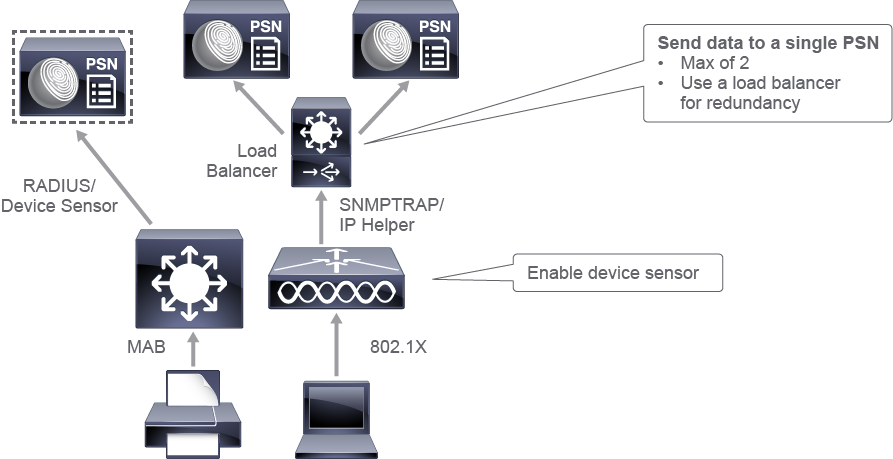 PSN
PSN
PSN
Send data to a single PSN
• Max of 2
• Use a load balancer
for redundancy
Load
Balancer
RADIUS/
Device Sensor
SNMPTRAP/
IP Helper
Enable device sensor
MAB
802.1X